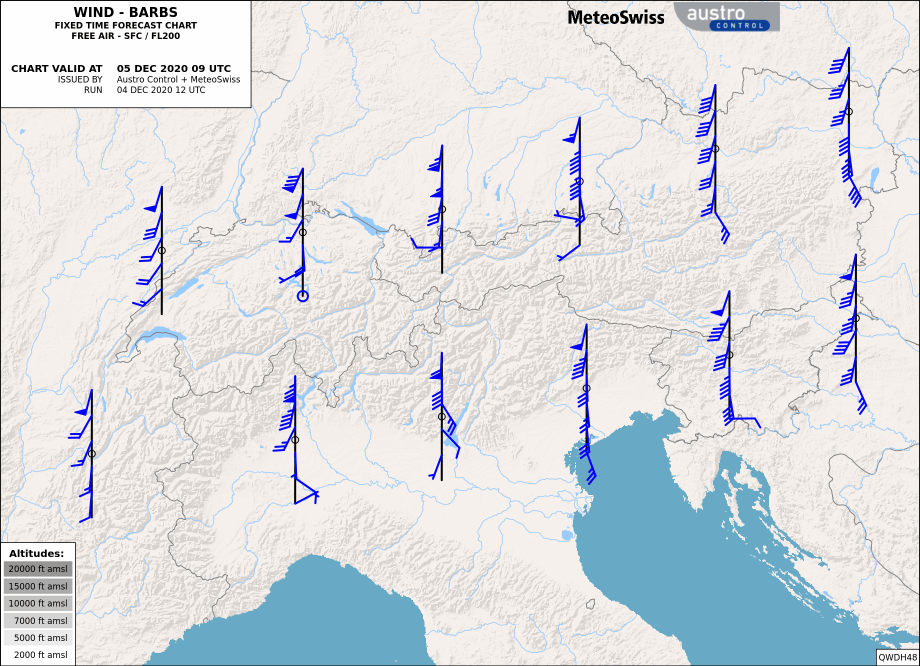 WIND - BARBS
FIXED TIME FORECAST CHART
FREE AIR - SFC / FL200
CHART VALID AT 05 DEC 2020 09 UTC
ISSUED BY Austro Control + MeteoSwiss
RUN 04 DEC 2020 12 UTC
MeteoSwiss
austro
CONTROL
Altitudes:
20000 ft amsl
15000 ft amsl
10000 ft amsl
7000 ft amsl
5000 ft amsl
2000 ft amsl
QWDH48